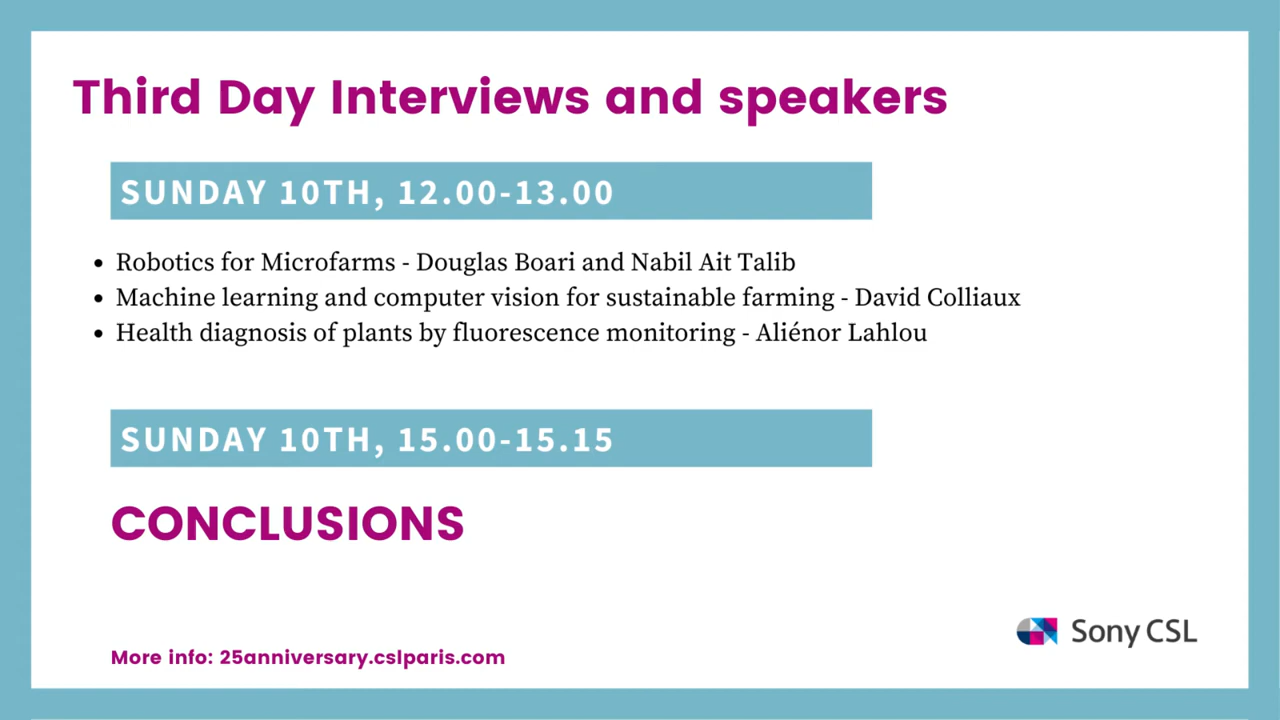 Third Day Interviews and speakers
SUNDAY 10TH, 12.00-13.00
• Robotics for Microfarms - Douglas Boari and Nabil Ait Talib
• Machine learning and computer vision for sustainable farming - David Colliaux
• Health diagnosis of plants by fluorescence monitoring - Aliénor Lahlou
SUNDAY 10TH, 15.00-15.15
CONCLUSIONS
Sony CSL
More info: 25anniversary.cslparis.com